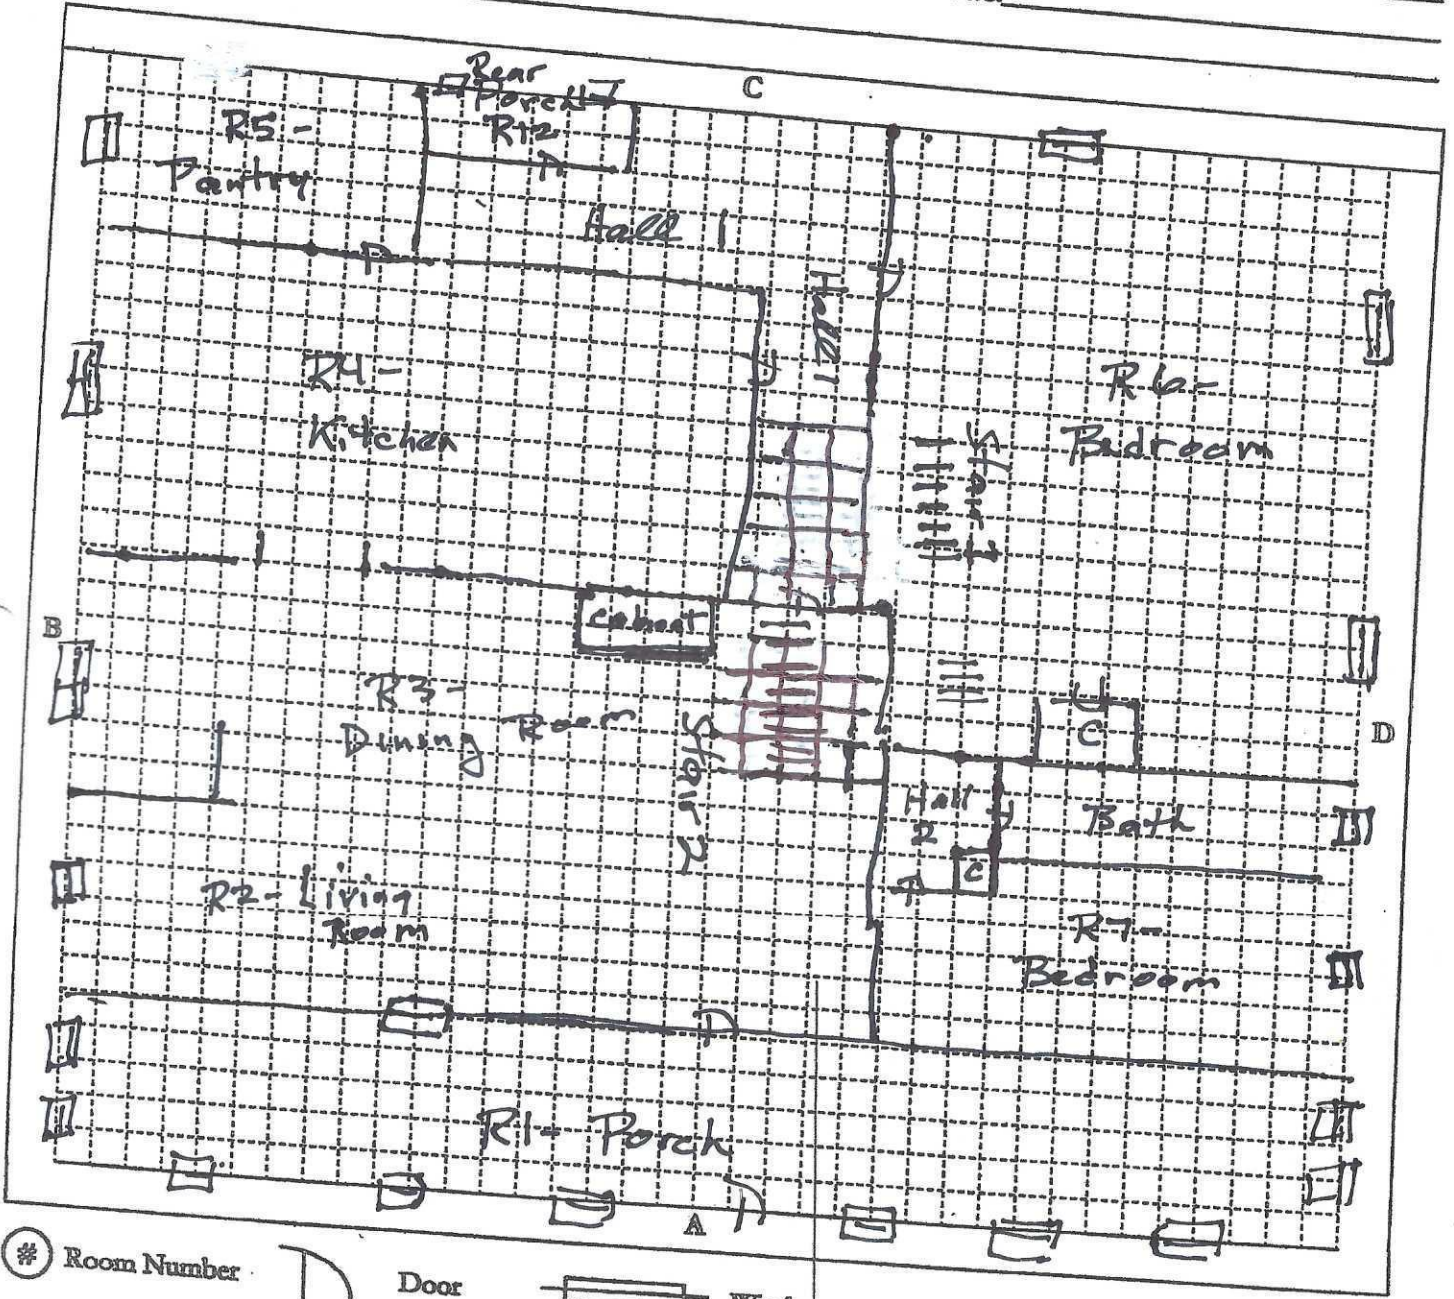 Rear
Porch
C
R12
R5-
Pantry
Hall 1
Hall 1
R4-
Kitchen
R6-
Bedroom
Stair 1
Cabinet
B
R3-
Dining Room
Stair 2
C
D
Hall
2
Bath
C
R2- Living
Room
R7-
Bedroom
R1- Porch
A
# Room Number
Door